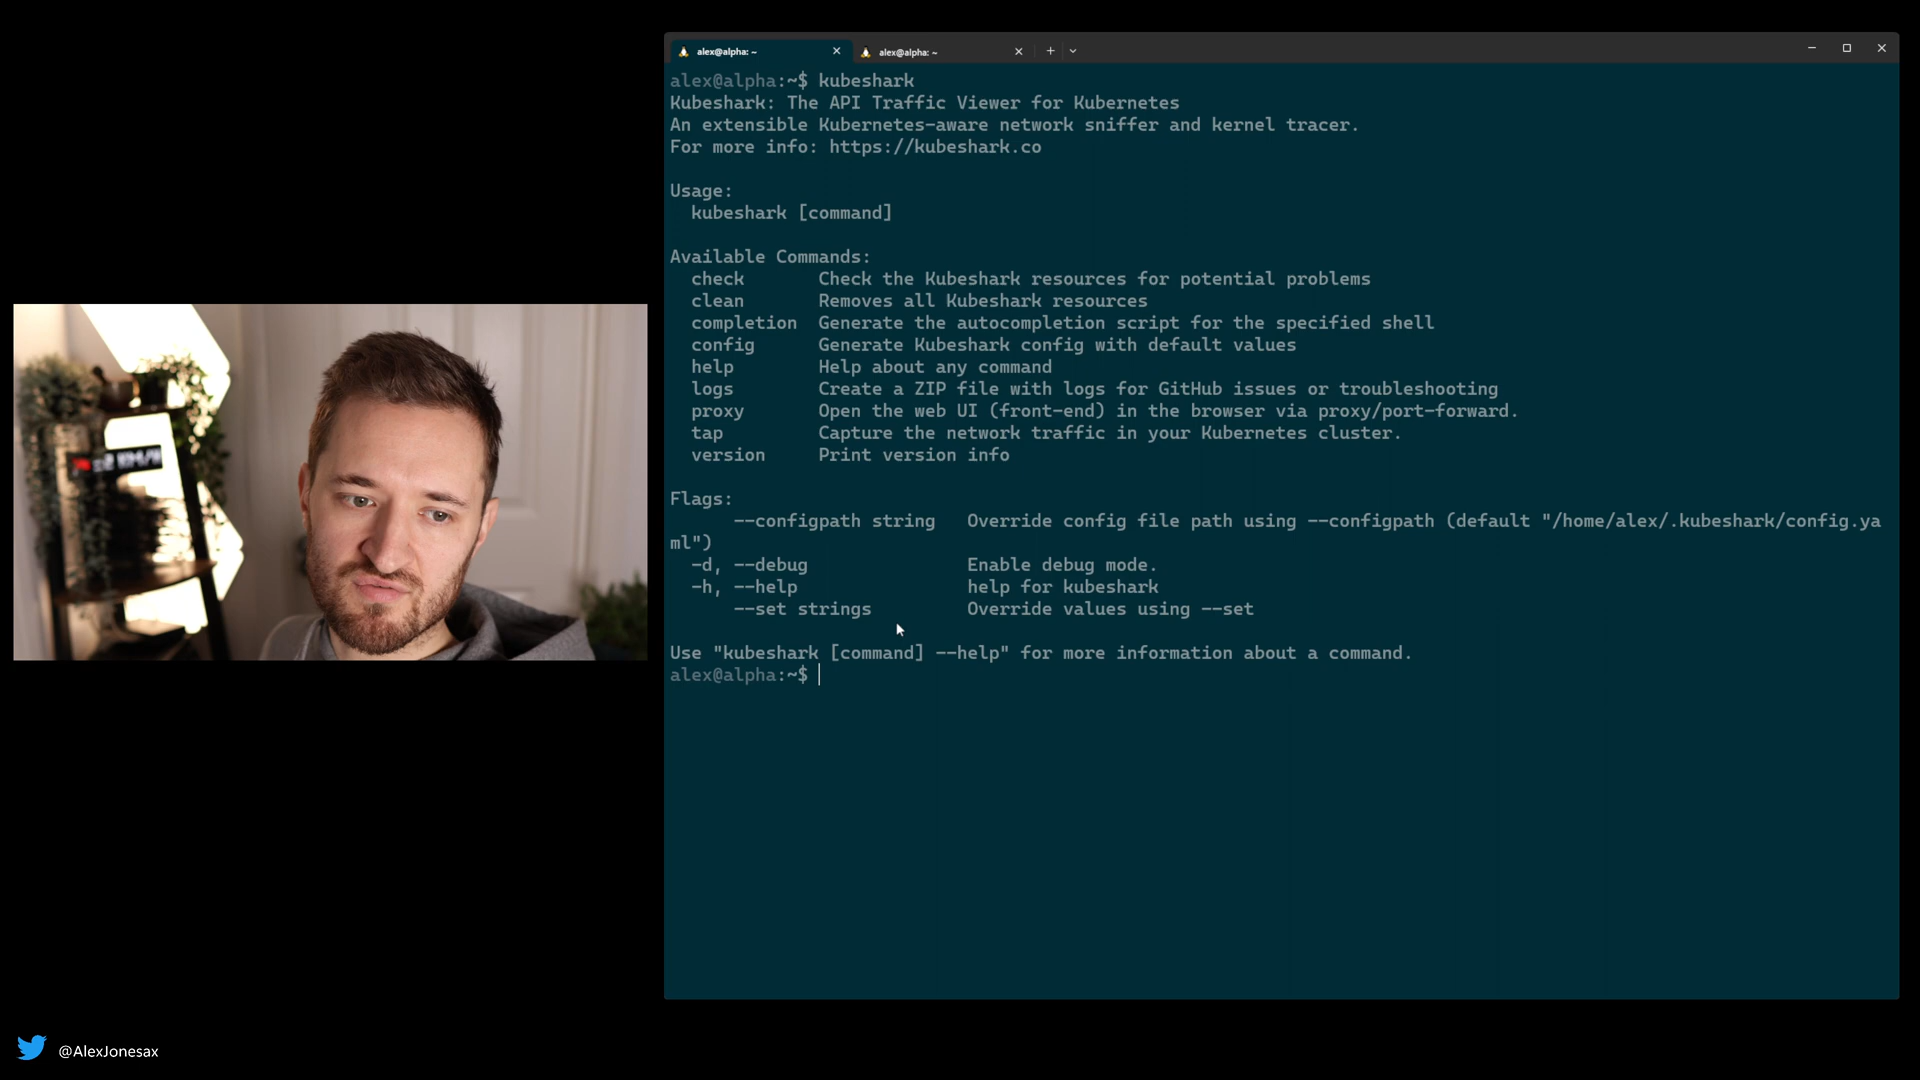 alex@alpha: ~
alex@alpha: ~
alex@alpha:~$ kubeshark
Kubeshark: The API Traffic Viewer for Kubernetes
An extensible Kubernetes-aware network sniffer and kernel tracer.
For more info: https://kubeshark.co
Usage:
kubeshark [command]
Available Commands:
check Check the Kubeshark resources for potential problems
clean Removes all Kubeshark resources
completion Generate the autocompletion script for the specified shell
config Generate Kubeshark config with default values
help Help about any command
logs Create a ZIP file with logs for GitHub issues or troubleshooting
proxy Open the web UI (front-end) in the browser via proxy/port-forward.
tap Capture the network traffic in your Kubernetes cluster.
version Print version info
Flags:
--configpath string Override config file path using --configpath (default "/home/alex/.kubeshark/config.ya
ml")
-d, --debug Enable debug mode.
-h, --help help for kubeshark
--set strings Override values using --set
Use "kubeshark [command] --help" for more information about a command.
alex@alpha:~$
@AlexJonesax